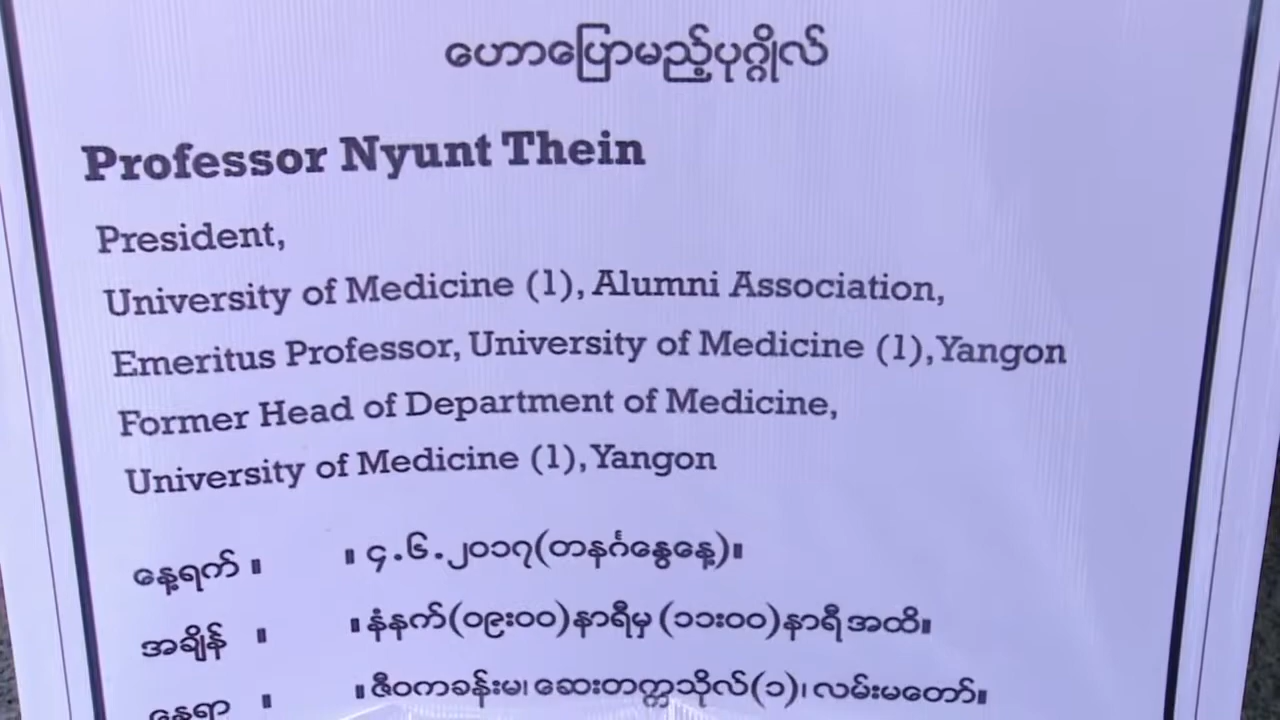 ဟောပြောမည့်ပုဂ္ဂိုလ်
Professor Nyunt Thein
President,
University of Medicine (1), Alumni Association,
Emeritus Professor, University of Medicine (1), Yangon
Former Head of Department of Medicine,
University of Medicine (1), Yangon
နေ့ရက် ။ ။ ၄.၆.၂၀၁၇(တနင်္ဂနွေနေ့)။
အချိန် ။ ။ နံနက်(၀၉း၀၀)နာရီမှ (၁၁း၀၀)နာရီအထိ။
နေရာ ။ ။ ဇီဝကခန်းမ၊ ဆေးတက္ကသိုလ်(၁)၊ လမ်းမတော်။